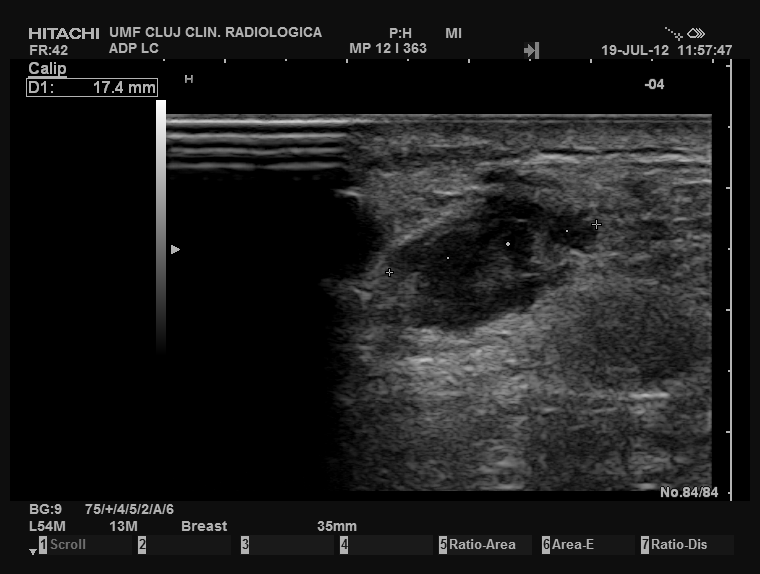 HITACHI UMF CLUJ CLIN. RADIOLOGICA P:H MI
FR:42 ADP LC MP 12 I 363 19-JUL-12 11:57:47
Calip
D1: 17.4 mm
H
-04
No.84/84
BG:9 75/+/4/5/2/A/6
L54M 13M Breast 35mm
1 Scroll 2 3 4 5 Ratio-Area 6 Area-E 7 Ratio-Dis